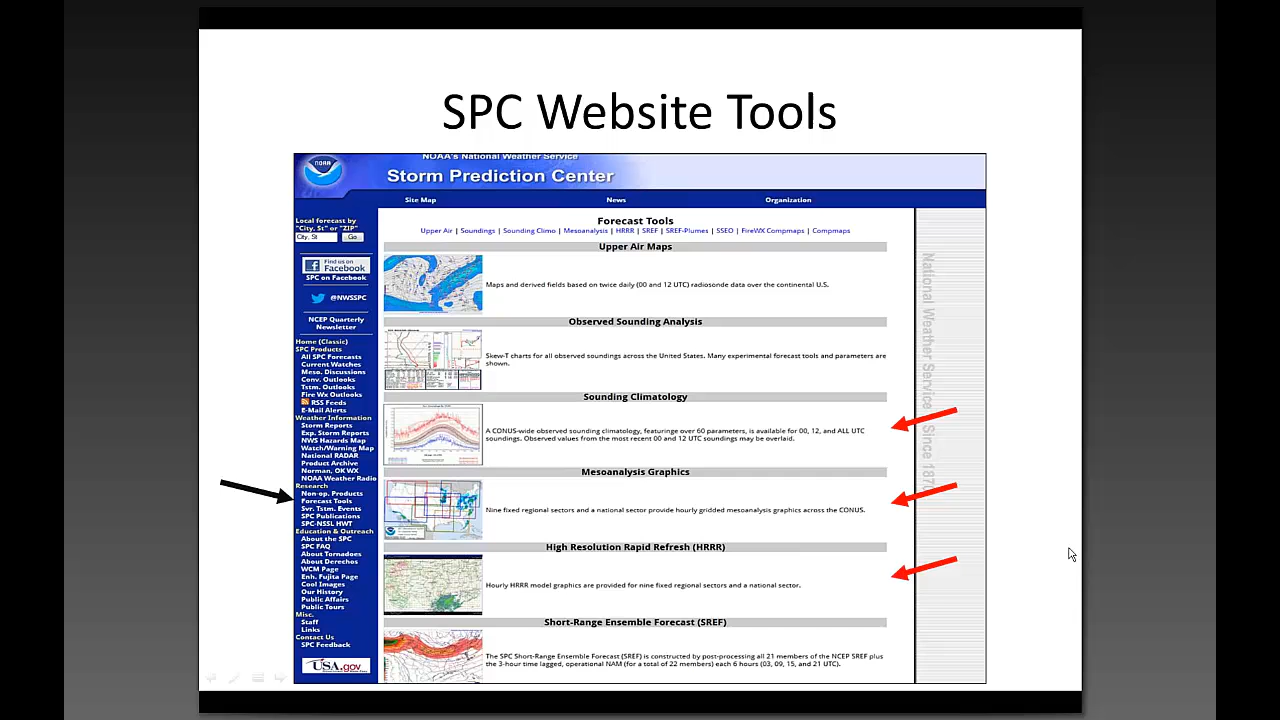 SPC Website Tools
NOAA's National Weather Service
Storm Prediction Center
Site Map
News
Organization
Local forecast by
"City, St" or "ZIP"
City, St
Go
Find us on
Facebook
SPC on Facebook
@NWSSPC
NCEP Quarterly
Newsletter
Home (Classic)
SPC Products
All SPC Forecasts
Current Watches
Meso. Discussions
Conv. Outlooks
Tstm. Outlooks
Fire Wx Outlooks
RSS Feeds
E-Mail Alerts
Weather Information
Storm Reports
Exp. Storm Reports
NWS Hazards Map
Watch/Warning Map
National RADAR
Product Archive
Norman, OK WX
NOAA Weather Radio
Research
Non-op. Products
Forecast Tools
Svr. Tstm. Events
SPC Publications
SPC-NSSL HWT
Education & Outreach
About the SPC
SPC FAQ
About Tornadoes
About Derechos
WCM Page
Enh. Fujita Page
Cool Images
Our History
Public Affairs
Public Tours
Misc.
Staff
Links
Contact Us
SPC Feedback
USA.gov
Forecast Tools
Upper Air | Soundings | Sounding Climo | Mesoanalysis | HRRR | SREF | SREF-Plumes | SSEO | FireWX Compmaps | Compmaps
Upper Air Maps
Maps and derived fields based on twice daily (00 and 12 UTC) radiosonde data over the continental U.S.
Observed Sounding Analysis
Skew-T charts for all observed soundings across the United States. Many experimental forecast tools and parameters are
shown.
Sounding Climatology
A CONUS-wide observed sounding climatology, featuringe over 60 parameters, is available for 00, 12, and ALL UTC
soundings. Observed values from the most recent 00 and 12 UTC soundings may be overlaid.
Mesoanalysis Graphics
Nine fixed regional sectors and a national sector provide hourly gridded mesoanalysis graphics across the CONUS.
High Resolution Rapid Refresh (HRRR)
Hourly HRRR model graphics are provided for nine fixed regional sectors and a national sector.
Short-Range Ensemble Forecast (SREF)
The SPC Short-Range Ensemble Forecast (SREF) is constructed by post-processing all 21 members of the NCEP SREF plus
the 3-hour time lagged, operational NAM (for a total of 22 members) each 6 hours (03, 09, 15, and 21 UTC).
National Weather Service Since 1870